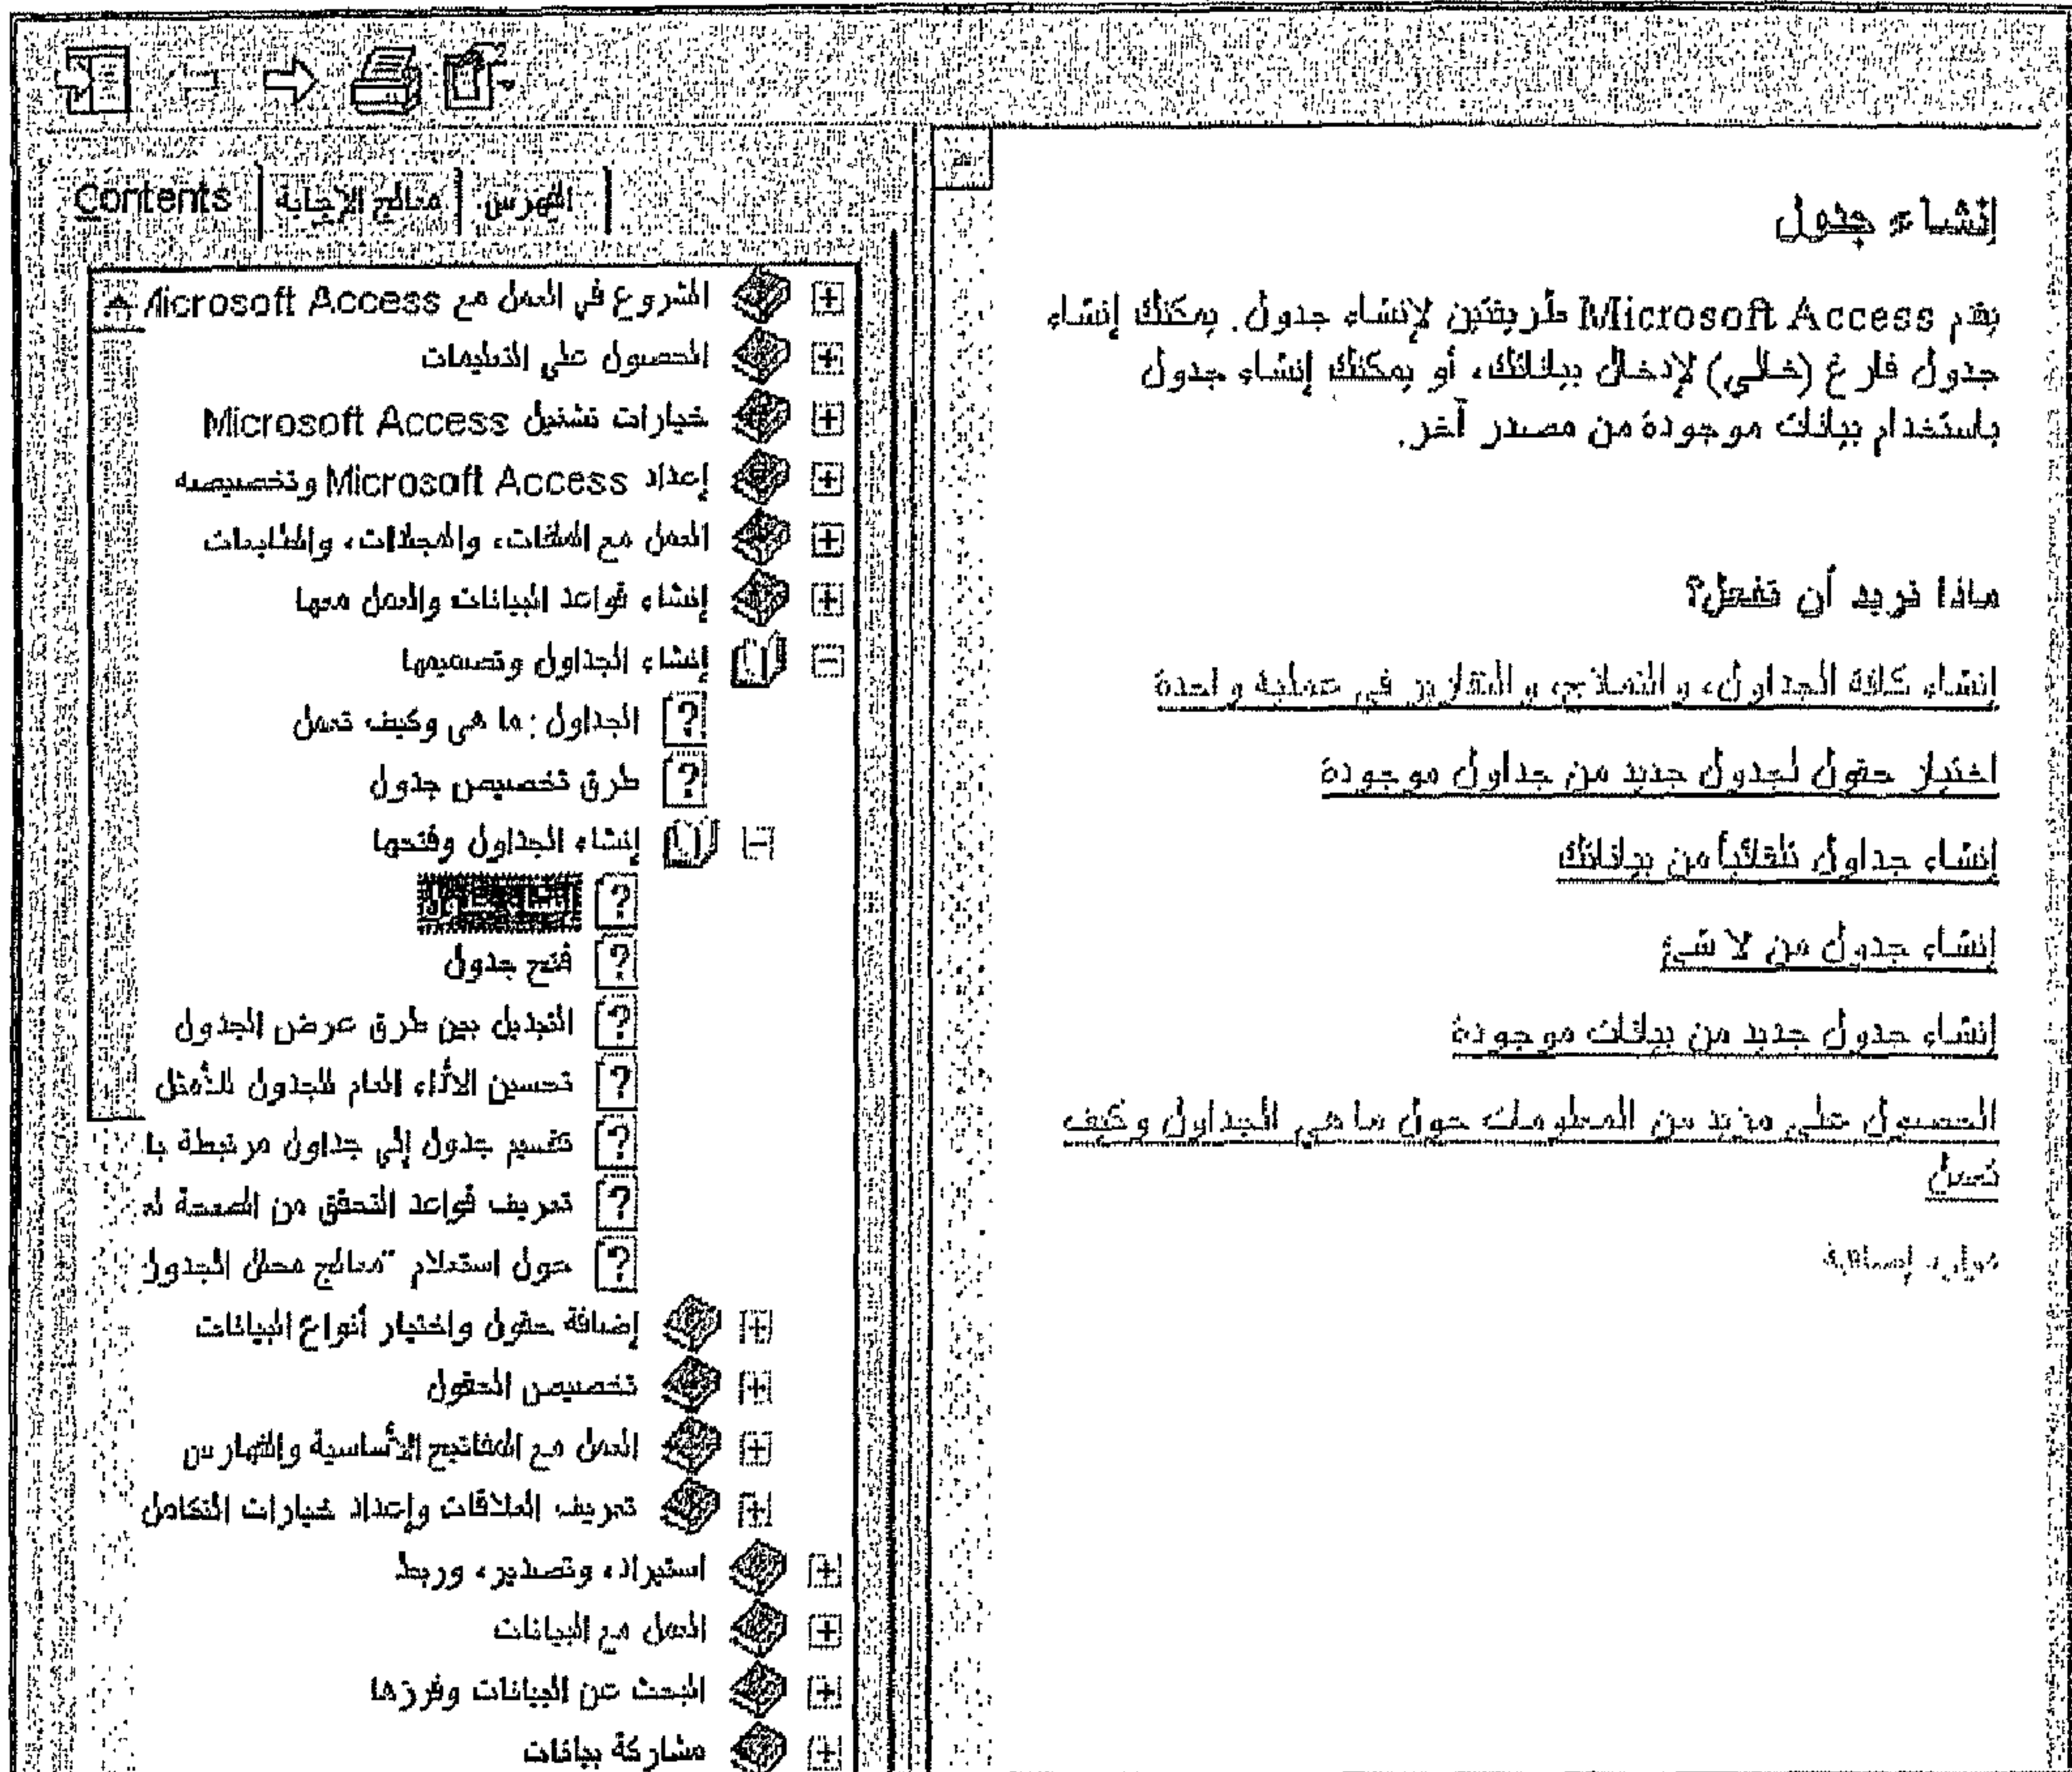 إنشاء جدول
يقدم Microsoft Access طريقتين لإنشاء جدول. يمكنك إنشاء
جدول فارغ (خالي) لإدخال بياناتك، أو يمكنك إنشاء جدول
باستخدام بيانات موجودة من مصدر آخر.
ماذا تريد أن تفعل؟
إنشاء كافة الجداول، والنماذج، والتقارير في عملية واحدة
اختيار حقول لجدول جديد من جداول موجودة
إنشاء جداول تلقائياً من بياناتك
إنشاء جدول من لا شيء
إنشاء جدول جديد من بيانات موجودة
الحصول على مزيد من المعلومات حول ما هي الجداول وكيف
تعمل
موارد إضافية
Contents معالج الإجابة الفهرس
الشروع في العمل مع Microsoft Access
الحصول على التعليمات
خيارات تشغيل Microsoft Access
إعداد Microsoft Access وتخصيصه
العمل مع الملفات، والمجلدات، والطابعات
إنشاء قواعد البيانات والعمل معها
إنشاء الجداول وتصميمها
الجداول: ما هي وكيف تعمل
طرق تخصيص جدول
إنشاء الجداول وفتحها
فتح جدول
التبديل بين طرق عرض الجدول
تحسين الأداء العام للجدول للأمثل
تقسيم جدول إلى جداول مرتبطة با
تعريف قواعد التحقق من الصحة لع
حول استعلام "معالج محلل الجدول
إضافة حقول واختيار أنواع البيانات
تخصيص الحقول
العمل مع المفاتيح الأساسية والفهارس
تعريف العلاقات وإعداد خيارات التكامل
استيراد، وتصدير، وربط
العمل مع البيانات
البحث عن البيانات وفرزها
مشاركة بيانات